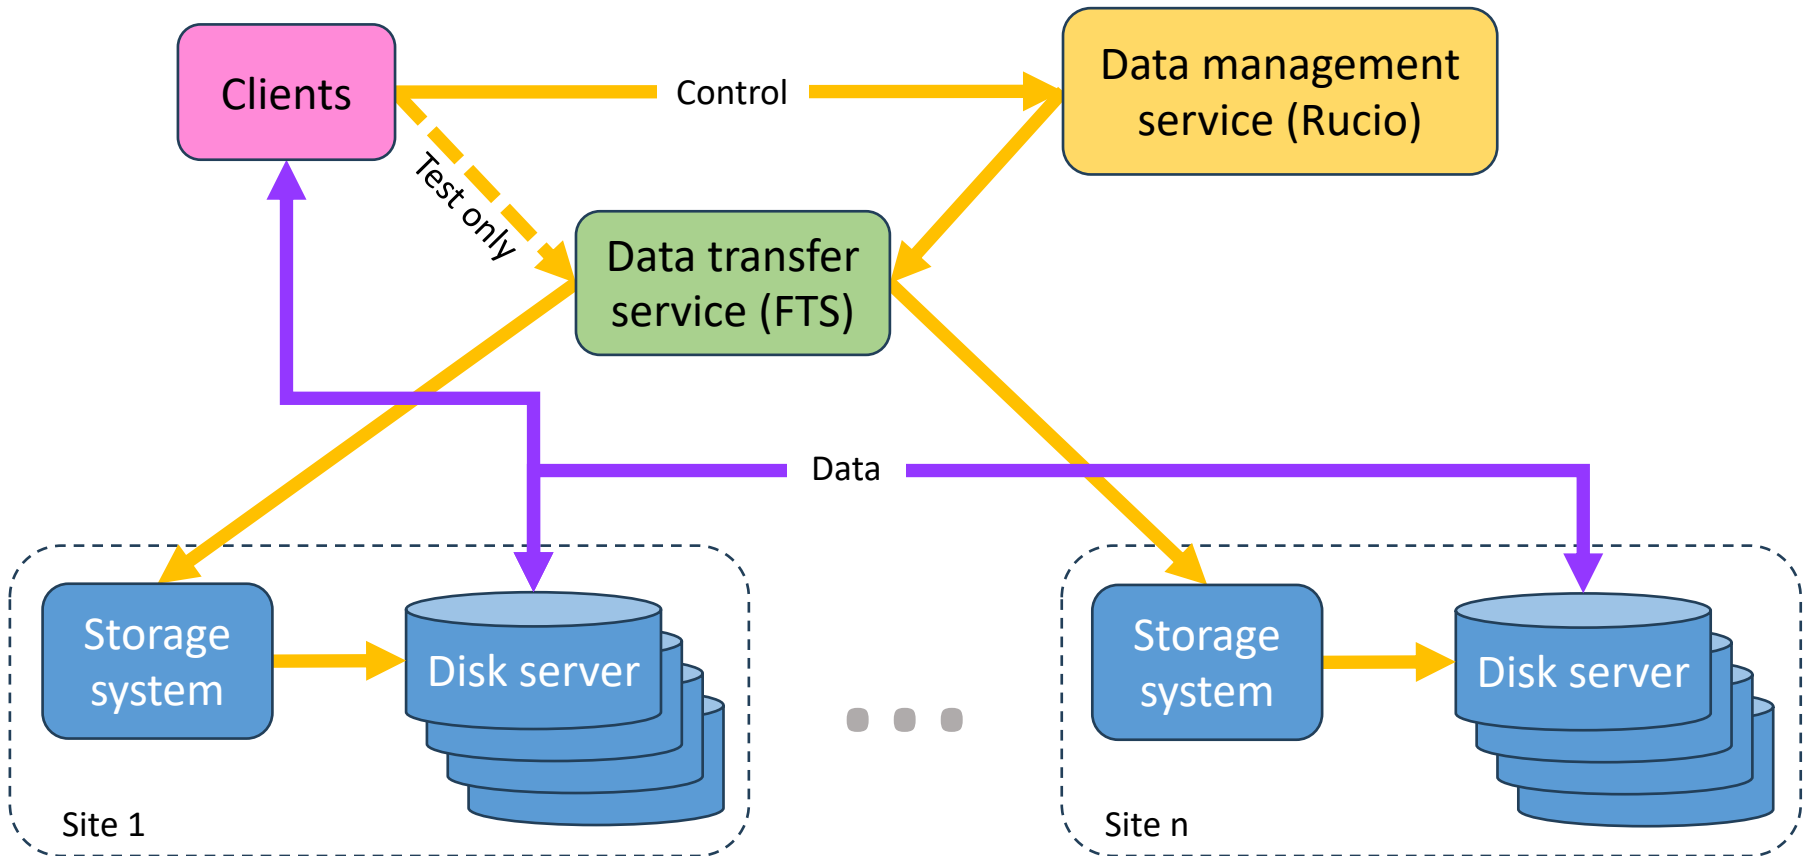 Clients
Control
Data management
service (Rucio)
Test only
Data transfer
service (FTS)
Data
Storage
system
Disk server
Site 1
Storage
system
Disk server
Site n